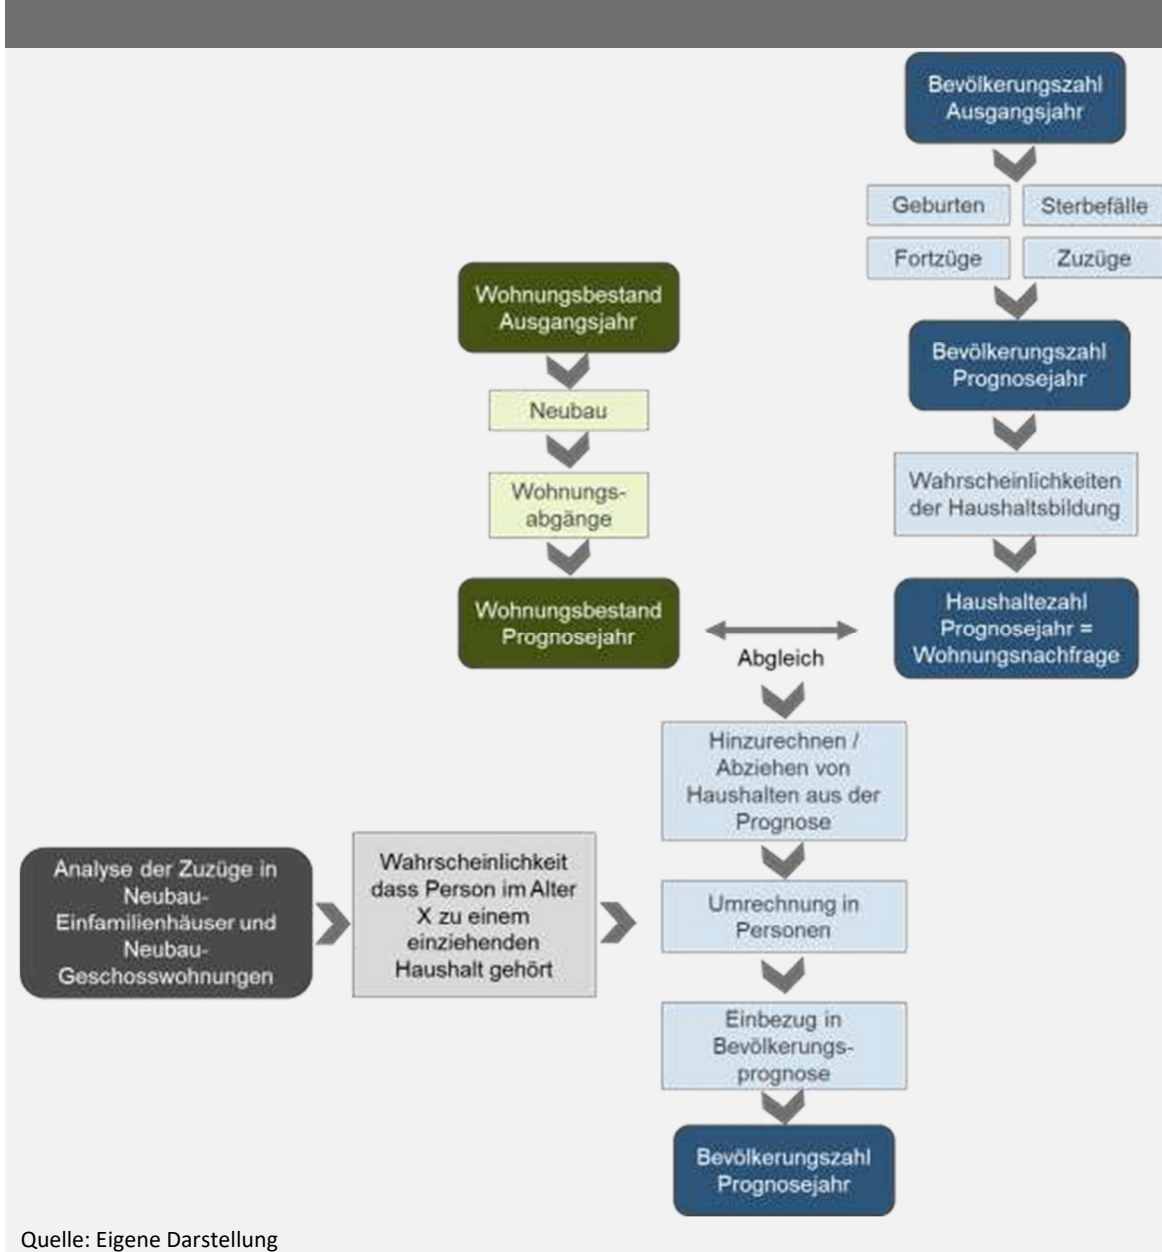 Bevölkerungszahl
Ausgangsjahr
Geburten
Sterbefälle
Fortzüge
Zuzüge
Bevölkerungszahl
Prognosejahr
Wahrscheinlichkeiten
der Haushaltsbildung
Haushaltezahl
Prognosejahr =
Wohnungsnachfrage
Wohnungsbestand
Ausgangsjahr
Neubau
Wohnungs-
abgänge
Wohnungsbestand
Prognosejahr
Abgleich
Hinzurechnen /
Abziehen von
Haushalten aus der
Prognose
Analyse der Zuzüge in
Neubau-
Einfamilienhäuser und
Neubau-
Geschosswohnungen
Wahrscheinlichkeit
dass Person im Alter
X zu einem
einziehenden
Haushalt gehört
Umrechnung in
Personen
Einbezug in
Bevölkerungs-
prognose
Bevölkerungszahl
Prognosejahr
Quelle: Eigene Darstellung